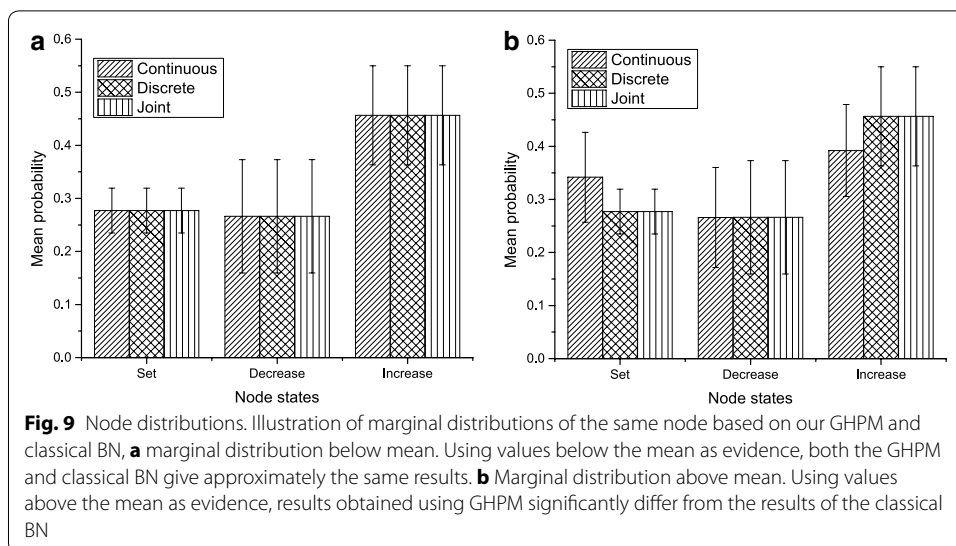 a
0.6
0.5
0.4
0.3
0.2
0.1
0.0
Mean probability
Continuous
Discrete
Joint
Set Decrease Increase
Node states
b
0.6
0.5
0.4
0.3
0.2
0.1
0.0
Mean probability
Continuous
Discrete
Joint
Set Decrease Increase
Node states
Fig. 9 Node distributions. Illustration of marginal distributions of the same node based on our GHPM and
classical BN, a marginal distribution below mean. Using values below the mean as evidence, both the GHPM
and classical BN give approximately the same results. b Marginal distribution above mean. Using values
above the mean as evidence, results obtained using GHPM significantly differ from the results of the classical
BN